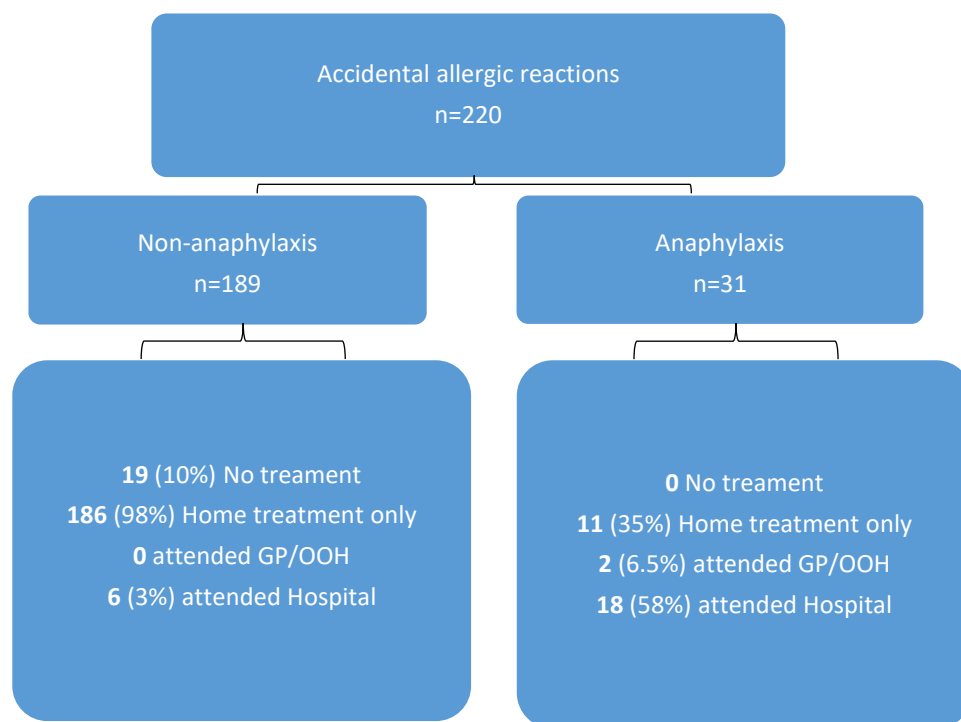 Accidental allergic reactions
n=220
Non-anaphylaxis
n=189
Anaphylaxis
n=31
19 (10%) No treament
186 (98%) Home treatment only
0 attended GP/OOH
6 (3%) attended Hospital
0 No treament
11 (35%) Home treatment only
2 (6.5%) attended GP/OOH
18 (58%) attended Hospital